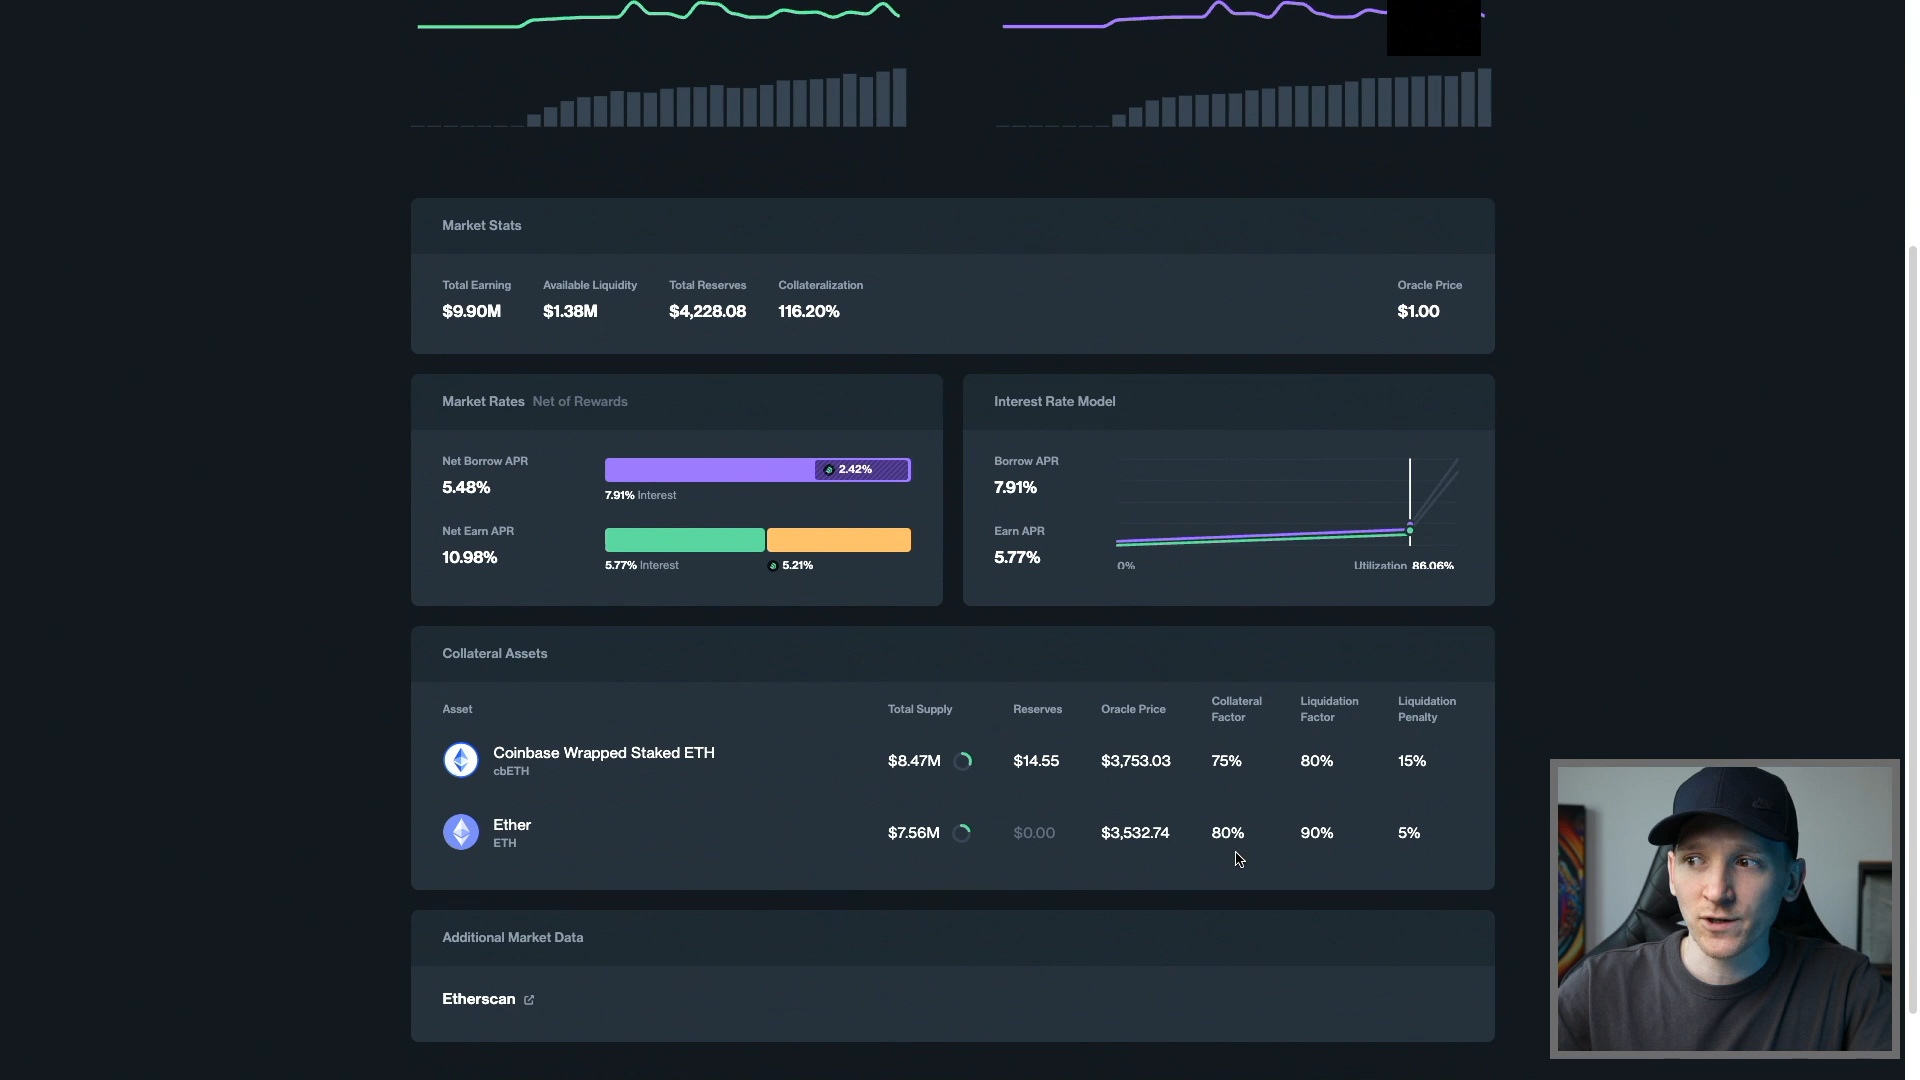 Market Stats
Total Earning Available Liquidity Total Reserves Collateralization Oracle Price
$9.90M $1.38M $4,228.08 116.20% $1.00
Market Rates Net of Rewards
Net Borrow APR
5.48%
2.42%
7.91% Interest
Net Earn APR
10.98%
5.77% Interest 5.21%
Interest Rate Model
Borrow APR
7.91%
Earn APR
5.77%
0% Utilization 86.06%
Collateral Assets
Asset Total Supply Reserves Oracle Price Collateral Factor Liquidation Factor Liquidation Penalty
Coinbase Wrapped Staked ETH
cbETH
$8.47M $14.55 $3,753.03 75% 80% 15%
Ether
ETH
$7.56M $0.00 $3,532.74 80% 90% 5%
Additional Market Data
Etherscan